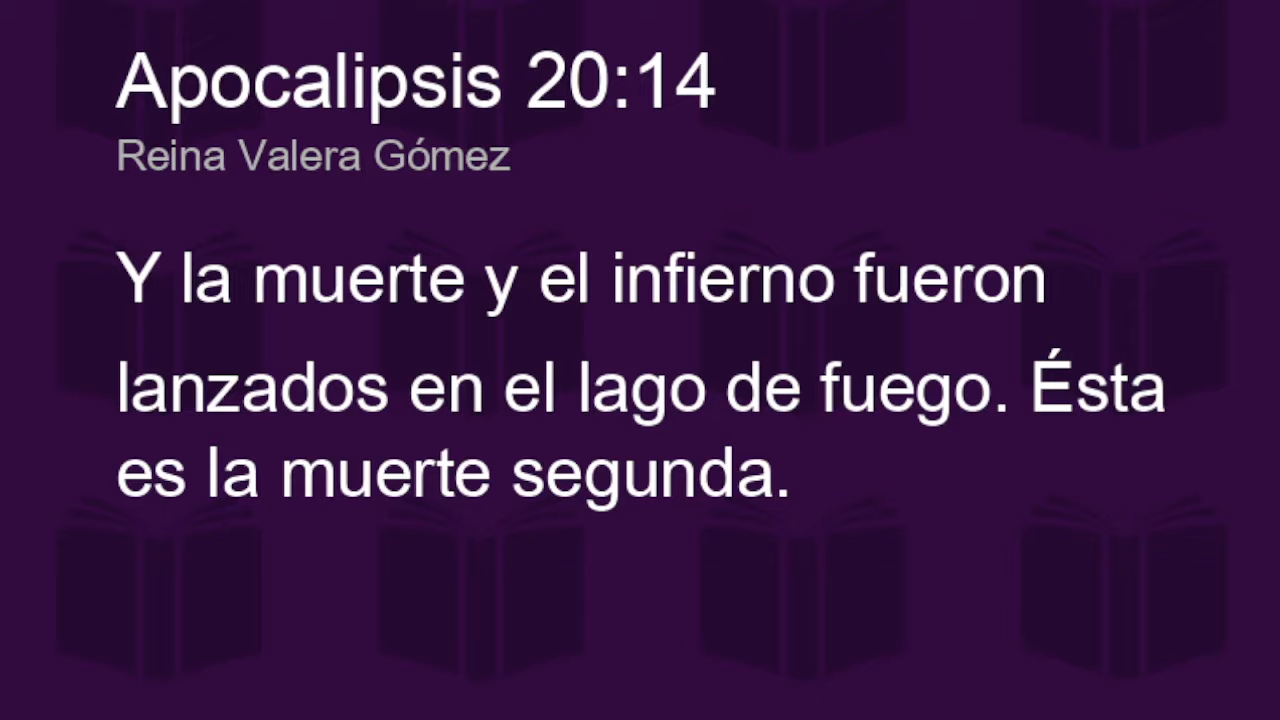 Apocalipsis 20:14
Reina Valera Gómez
Y la muerte y el infierno fueron
lanzados en el lago de fuego. Ésta
es la muerte segunda.